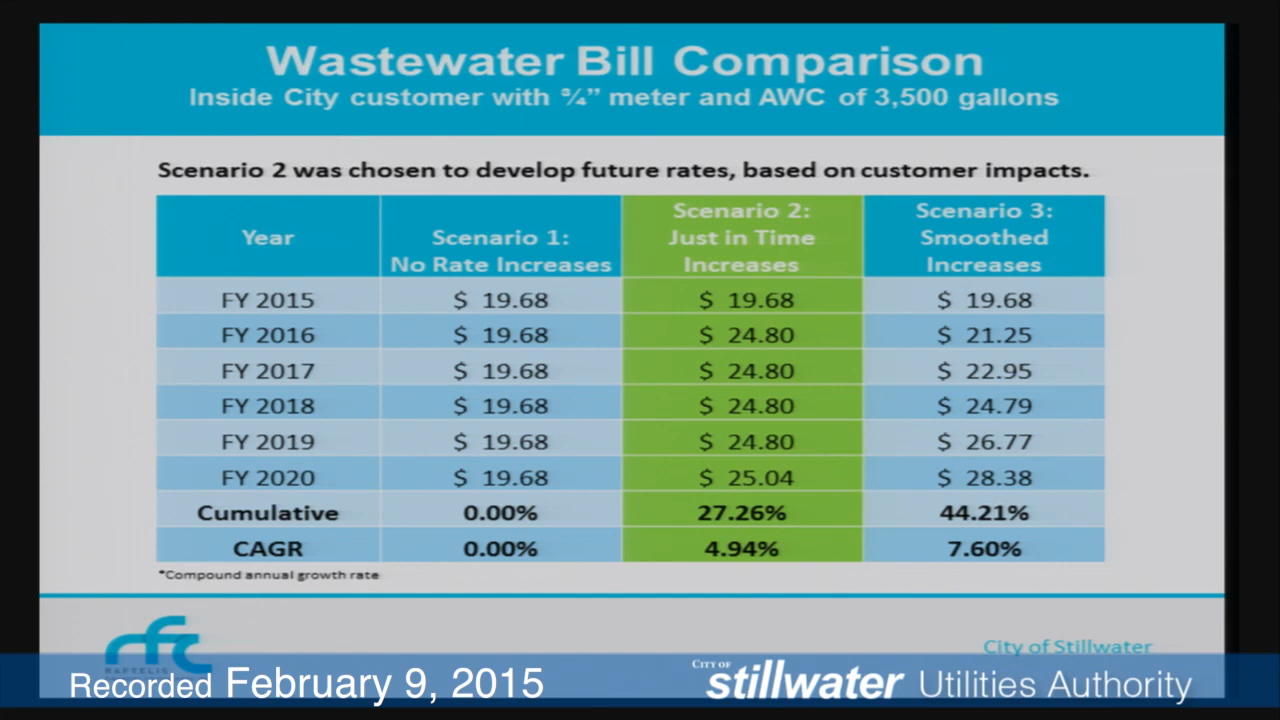 Wastewater Bill Comparison
Inside City customer with ¾” meter and AWC of 3,500 gallons
Scenario 2 was chosen to develop future rates, based on customer impacts.
Year Scenario 1: No Rate Increases Scenario 2: Just in Time Increases Scenario 3: Smoothed Increases
FY 2015 $ 19.68 $ 19.68 $ 19.68
FY 2016 $ 19.68 $ 24.80 $ 21.25
FY 2017 $ 19.68 $ 24.80 $ 22.95
FY 2018 $ 19.68 $ 24.80 $ 24.79
FY 2019 $ 19.68 $ 24.80 $ 26.77
FY 2020 $ 19.68 $ 25.04 $ 28.38
Cumulative 0.00% 27.26% 44.21%
CAGR 0.00% 4.94% 7.60%
*Compound annual growth rate
rfc
City of Stillwater
Recorded February 9, 2015
CITY OF stillwater Utilities Authority